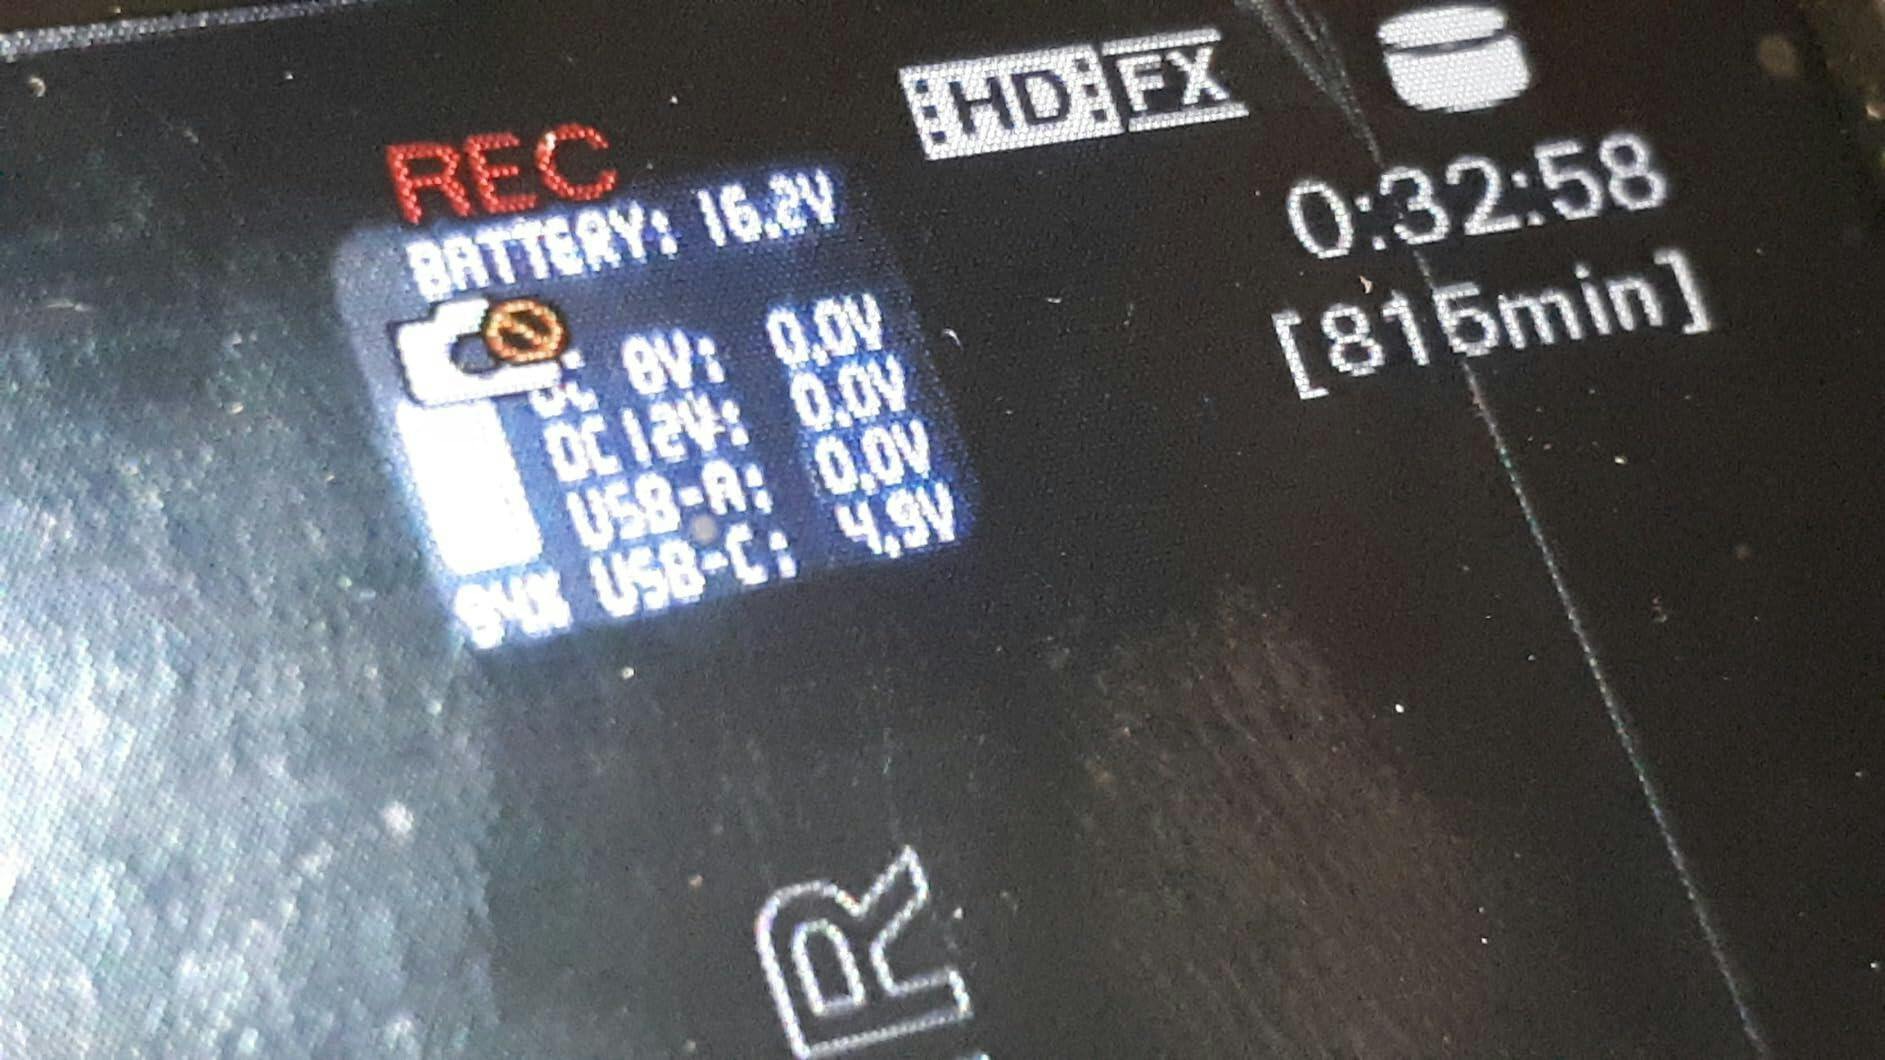 HD FX
REC
0:32:58
[815min]
BATTERY: 16.2V
: 8V: 0.0V
DC12V: 0.0V
USB-A: 0.0V
94% USB-C: 4.9V
R